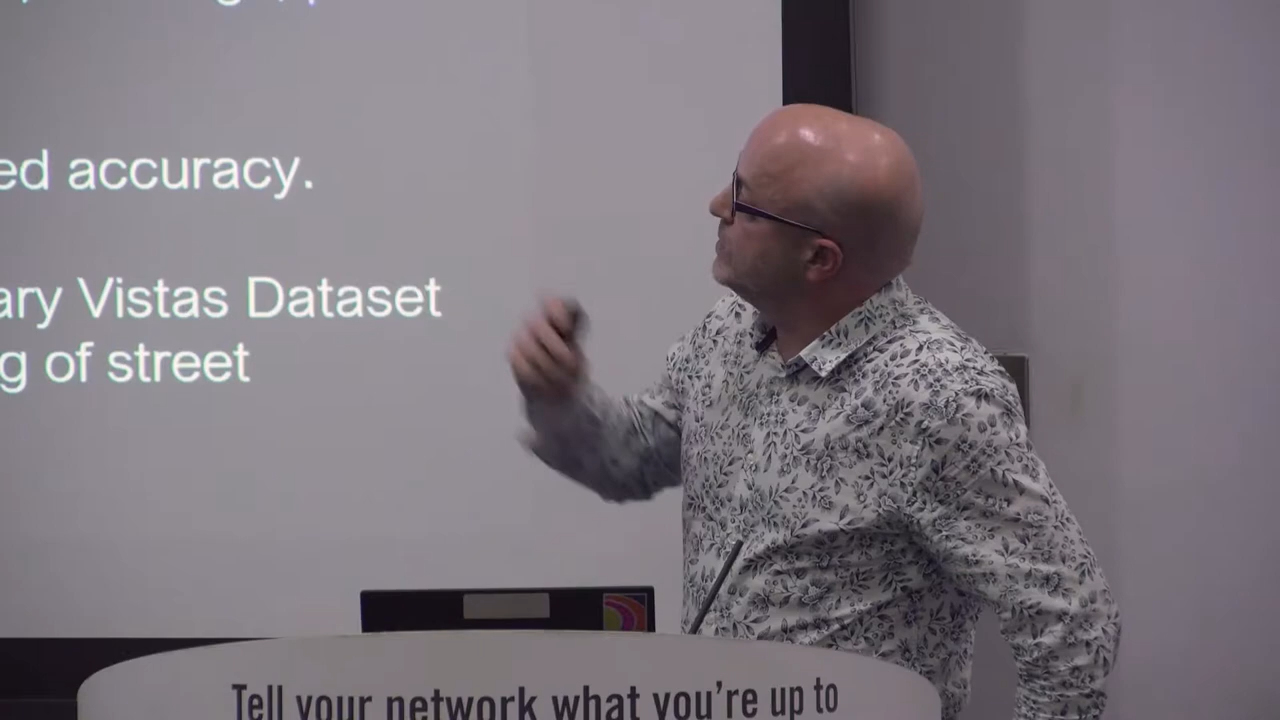 ed accuracy.
ary Vistas Dataset
g of street
Tell your network what you're up to